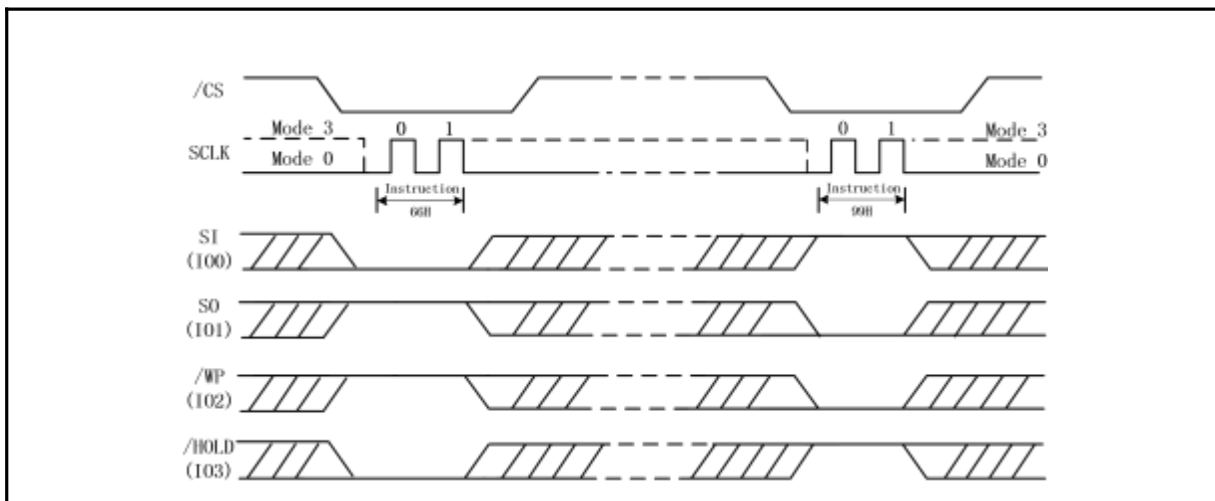 /CS
Mode 3 0 1 0 1 Mode 3
SCLK
Mode 0 Mode 0
Instruction Instruction
66H 99H
SI
(IO0)
SO
(IO1)
/WP
(IO2)
/HOLD
(IO3)